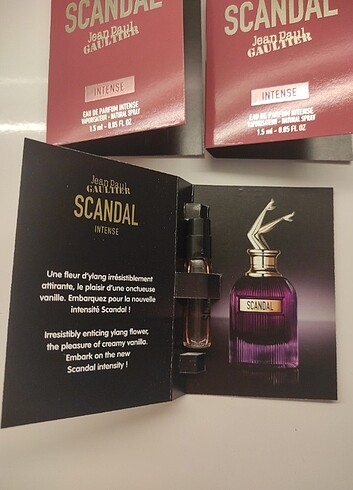 SCANDAL
Jean Paul
GAULTIER
INTENSE
EAU DE PARFUM INTENSE
VAPORISATEUR - NATURAL SPRAY
1.5 ml - 0.05 FL. OZ
SCANDAL
Jean Paul
GAULTIER
INTENSE
EAU DE PARFUM INTENSE
VAPORISATEUR - NATURAL SPRAY
1.5 ml - 0.05 FL. OZ
Jean Paul
GAULTIER
SCANDAL
INTENSE
Une fleur d'ylang irrésistiblement
attirante, le plaisir d'une onctueuse
vanille. Embarquez pour la nouvelle
intensité Scandal !
Irresistibly enticing ylang flower,
the pleasure of creamy vanilla.
Embark on the new
Scandal intensity !
SCANDAL